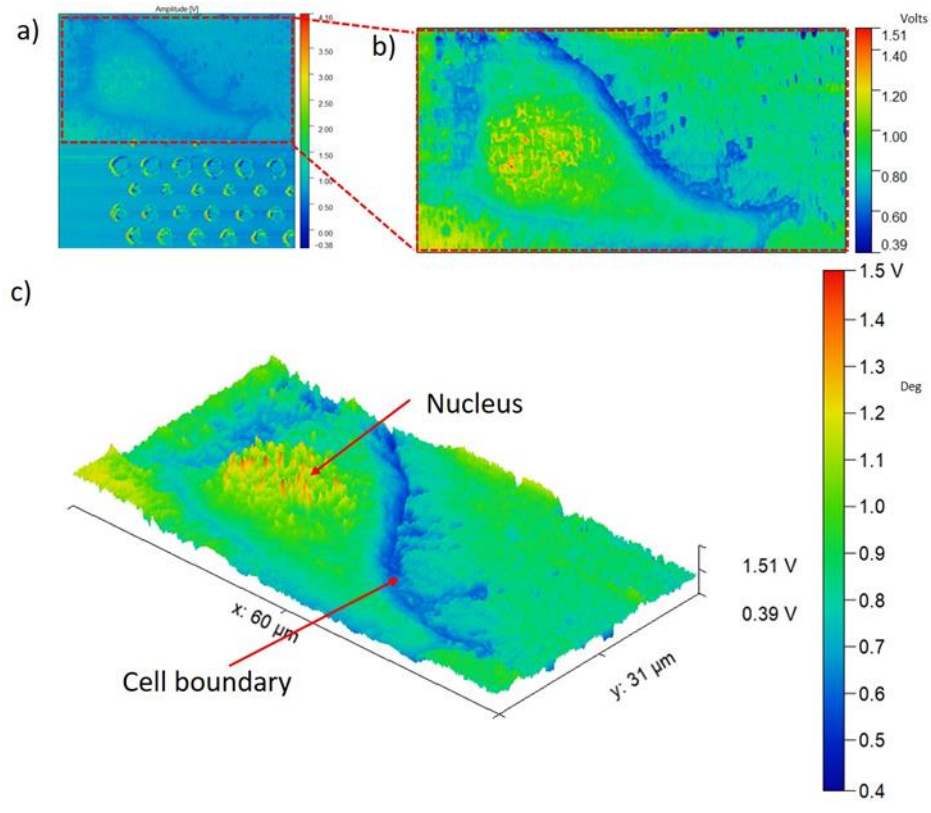 a)
Amplitude [V]
4.16
3.50
3.00
2.50
2.00
1.50
1.00
0.50
0.00
-0.38
b)
Volts
1.51
1.40
1.20
1.00
0.80
0.60
0.39
c)
Nucleus
Cell boundary
x: 60 µm
y: 31 µm
1.51 V
0.39 V
1.5 V
1.4
1.3
Deg
1.2
1.1
1.0
0.9
0.8
0.7
0.6
0.5
0.4